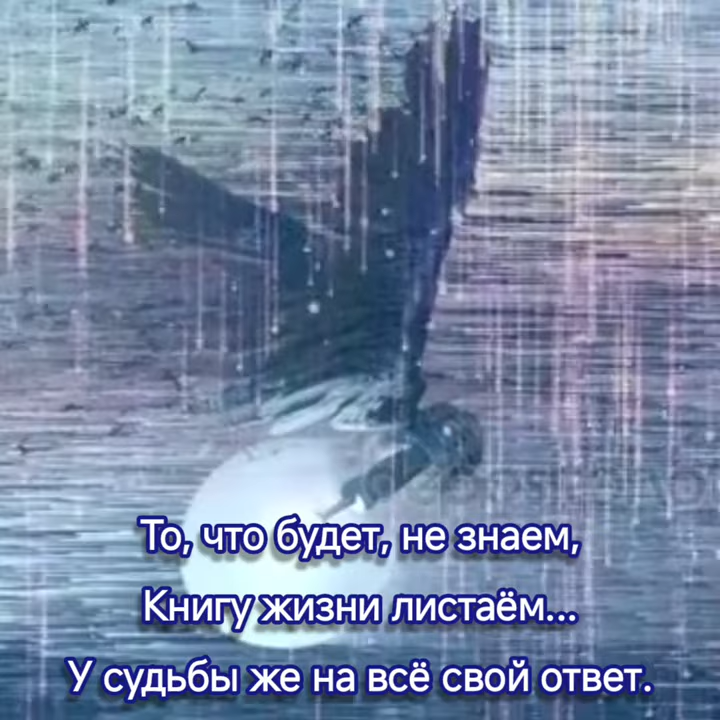 То, что будет, не знаем,
Книгу жизни листаём...
У судьбы же на всё свой ответ.